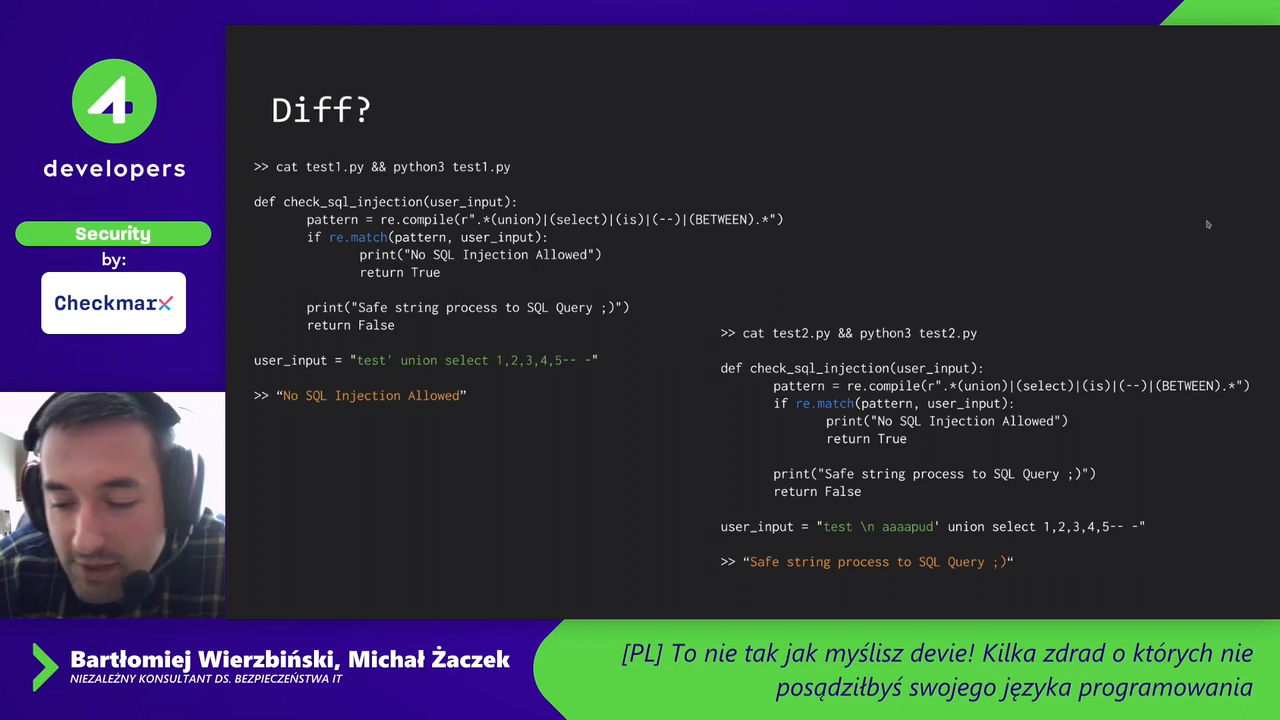 4
developers
Security
by:
Checkmarx
Diff?
>> cat test1.py && python3 test1.py
def check_sql_injection(user_input):
pattern = re.compile(r".*(union)|(select)|(is)|(--)|(BETWEEN).*")
if re.match(pattern, user_input):
print("No SQL Injection Allowed")
return True
print("Safe string process to SQL Query ;)")
return False
user_input = "test' union select 1,2,3,4,5-- -"
>> “No SQL Injection Allowed”
>> cat test2.py && python3 test2.py
def check_sql_injection(user_input):
pattern = re.compile(r".*(union)|(select)|(is)|(--)|(BETWEEN).*")
if re.match(pattern, user_input):
print("No SQL Injection Allowed")
return True
print("Safe string process to SQL Query ;)")
return False
user_input = "test \n aaaapud' union select 1,2,3,4,5-- -"
>> “Safe string process to SQL Query ;)“
Bartłomiej Wierzbiński, Michał Żaczek
NIEZALEŻNY KONSULTANT DS. BEZPIECZEŃSTWA IT
[PL] To nie tak jak myślisz devie! Kilka zdrad o których nie
posądziłbyś swojego języka programowania